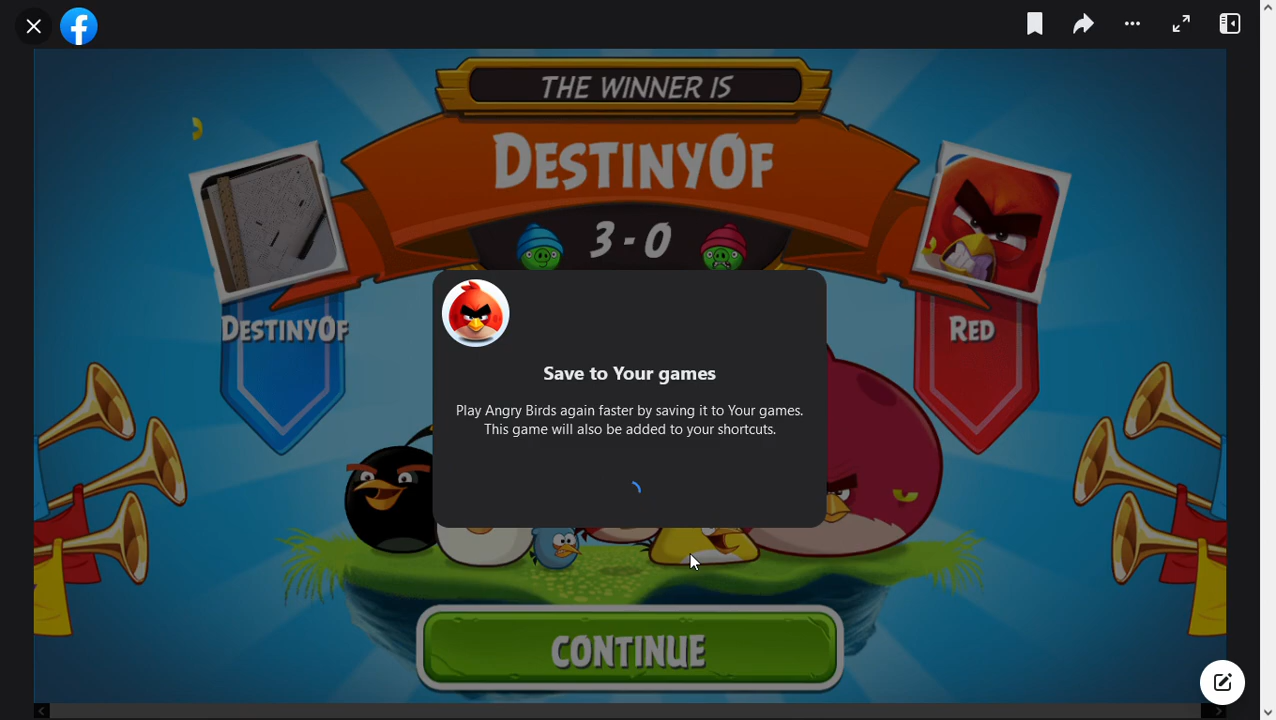 THE WINNER IS
DESTINYOF
3 - 0
DESTINYOF
RED
Save to Your games
Play Angry Birds again faster by saving it to Your games.
This game will also be added to your shortcuts.
CONTINUE